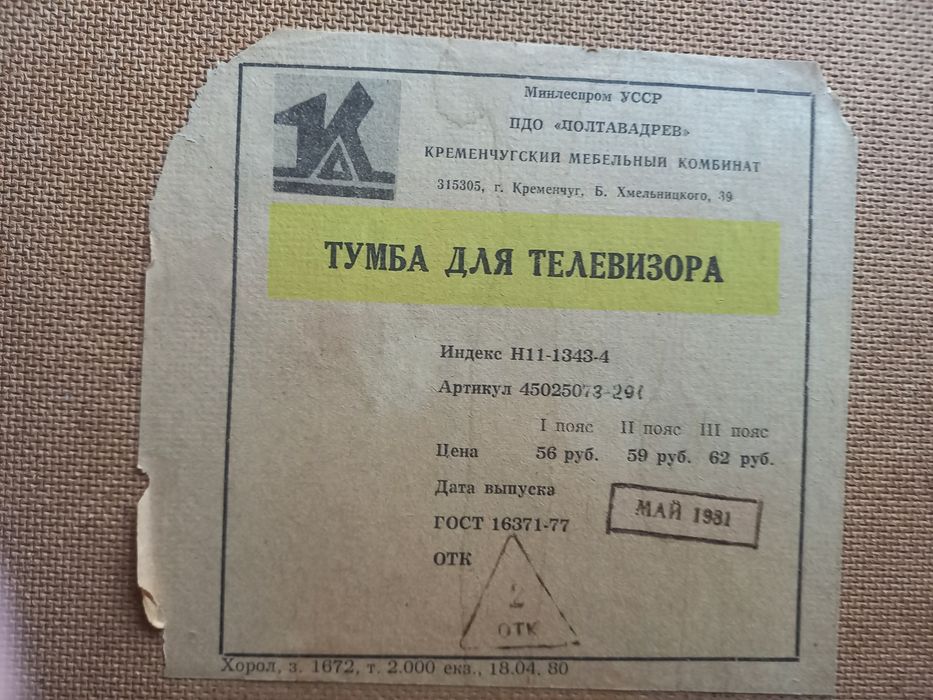 Минлеспром УССР
ПДО «ПОЛТАВАДРЕВ»
КРЕМЕНЧУГСКИЙ МЕБЕЛЬНЫЙ КОМБИНАТ
315305, г. Кременчуг, Б. Хмельницкого, 39
ТУМБА ДЛЯ ТЕЛЕВИЗОРА
Индекс Н11-1343-4
Артикул 45025073-291
I пояс II пояс III пояс
Цена 56 руб. 59 руб. 62 руб.
Дата выпуска
МАЙ 1981
ГОСТ 16371-77
ОТК
2
ОТК
Хорол, з. 1672, т. 2.000 екз., 18.04. 80